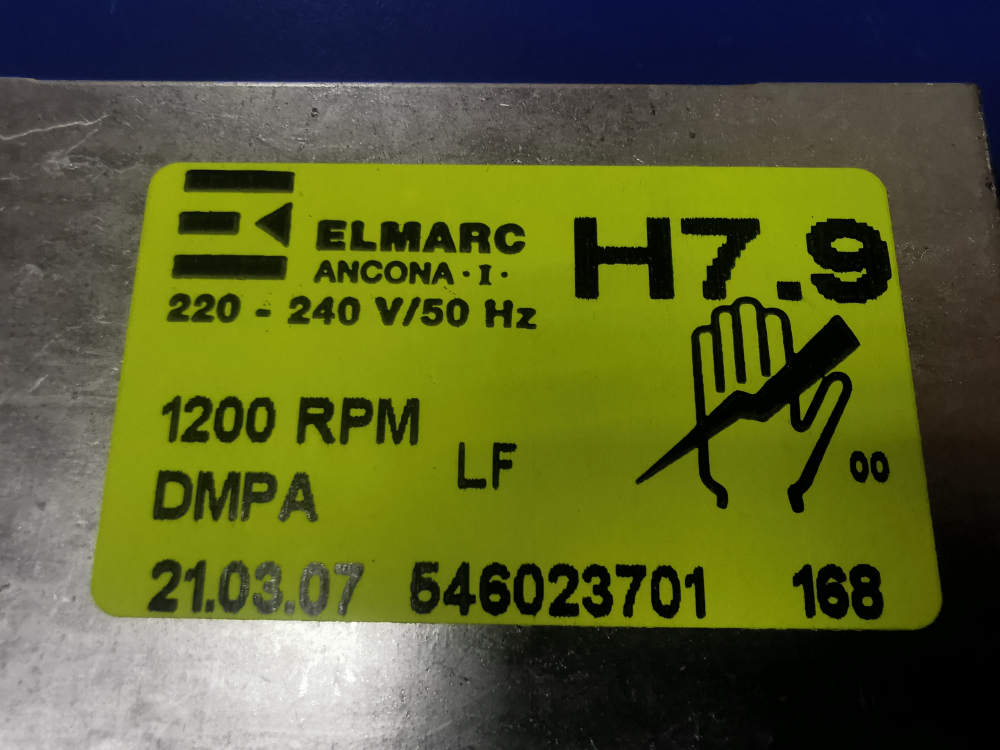 ELMARC
ANCONA · I ·
H7.9
220 - 240 V/50 Hz
1200 RPM
LF
DMPA
00
21.03.07 546023701 168